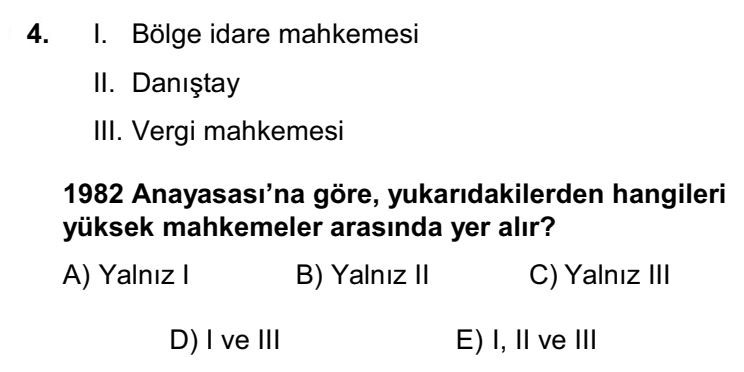 4. I. Bölge idare mahkemesi
II. Danıştay
III. Vergi mahkemesi
1982 Anayasası’na göre, yukarıdakilerden hangileri
yüksek mahkemeler arasında yer alır?
A) Yalnız I B) Yalnız II C) Yalnız III
D) I ve III E) I, II ve III